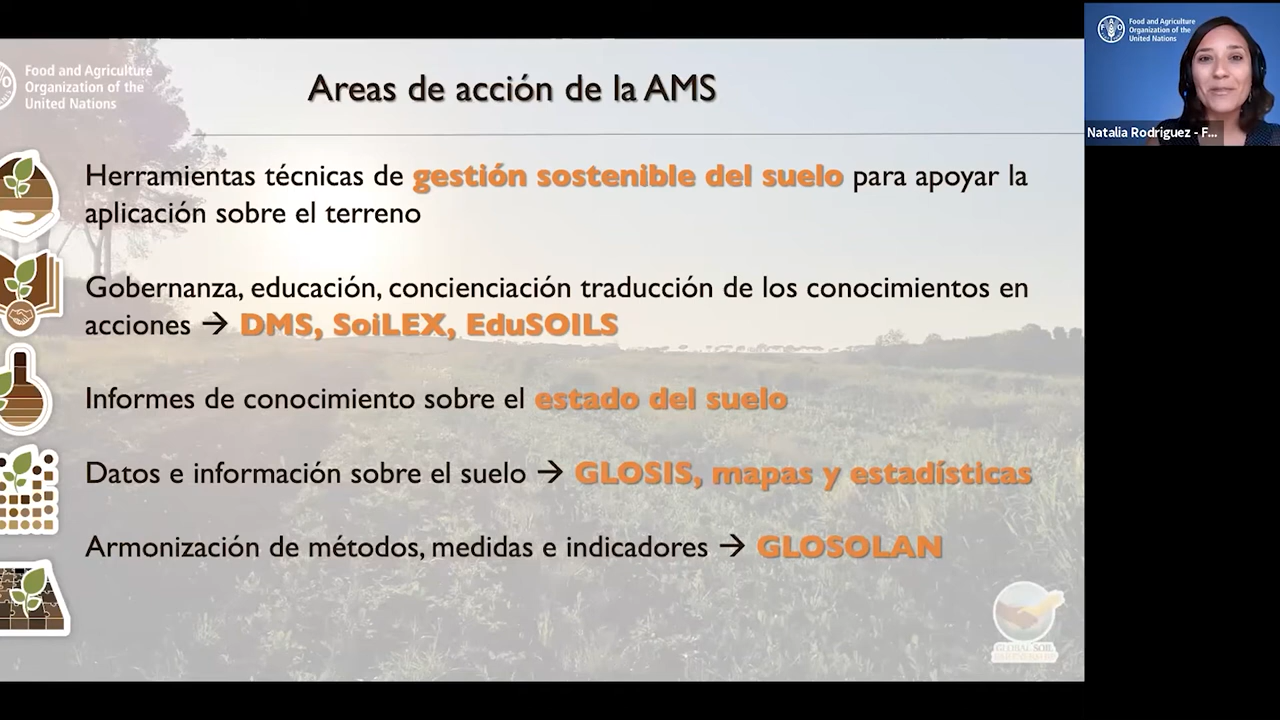 Food and Agriculture
Organization of the
United Nations
Areas de acción de la AMS
Herramientas técnicas de gestión sostenible del suelo para apoyar la
aplicación sobre el terreno
Gobernanza, educación, concienciación traducción de los conocimientos en
acciones → DMS, SoiLEX, EduSOILS
Informes de conocimiento sobre el estado del suelo
Datos e información sobre el suelo → GLOSIS, mapas y estadísticas
Armonización de métodos, medidas e indicadores → GLOSOLAN
GLOBAL SOIL
Food and Agriculture
Organization of the
United Nations
Natalia Rodriguez - F...